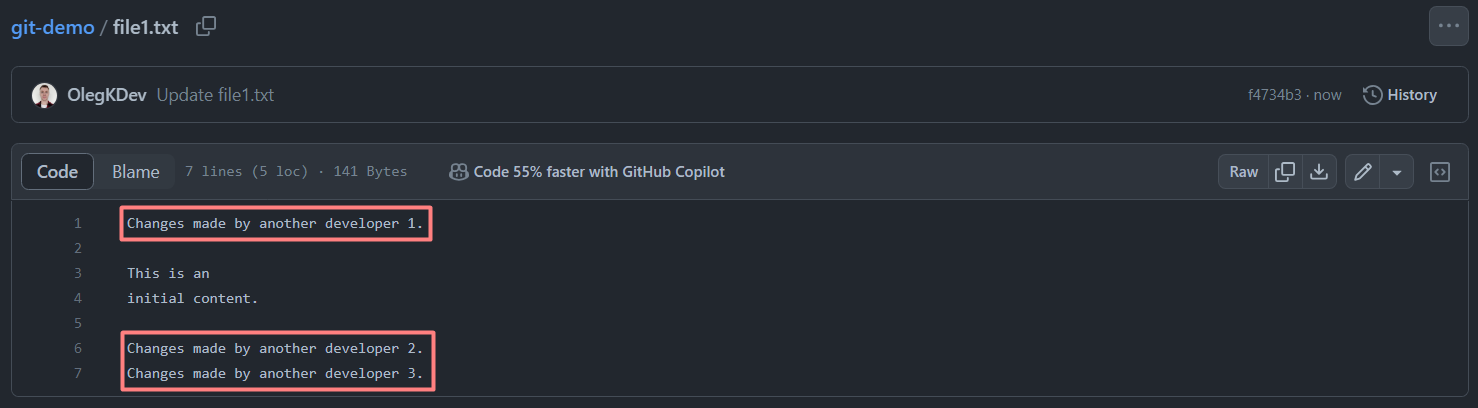 git-demo / file1.txt
OlegKDev Update file1.txt f4734b3 · now History
Code Blame 7 lines (5 loc) · 141 Bytes Code 55% faster with GitHub Copilot Raw
1 Changes made by another developer 1.
2
3 This is an
4 initial content.
5
6 Changes made by another developer 2.
7 Changes made by another developer 3.